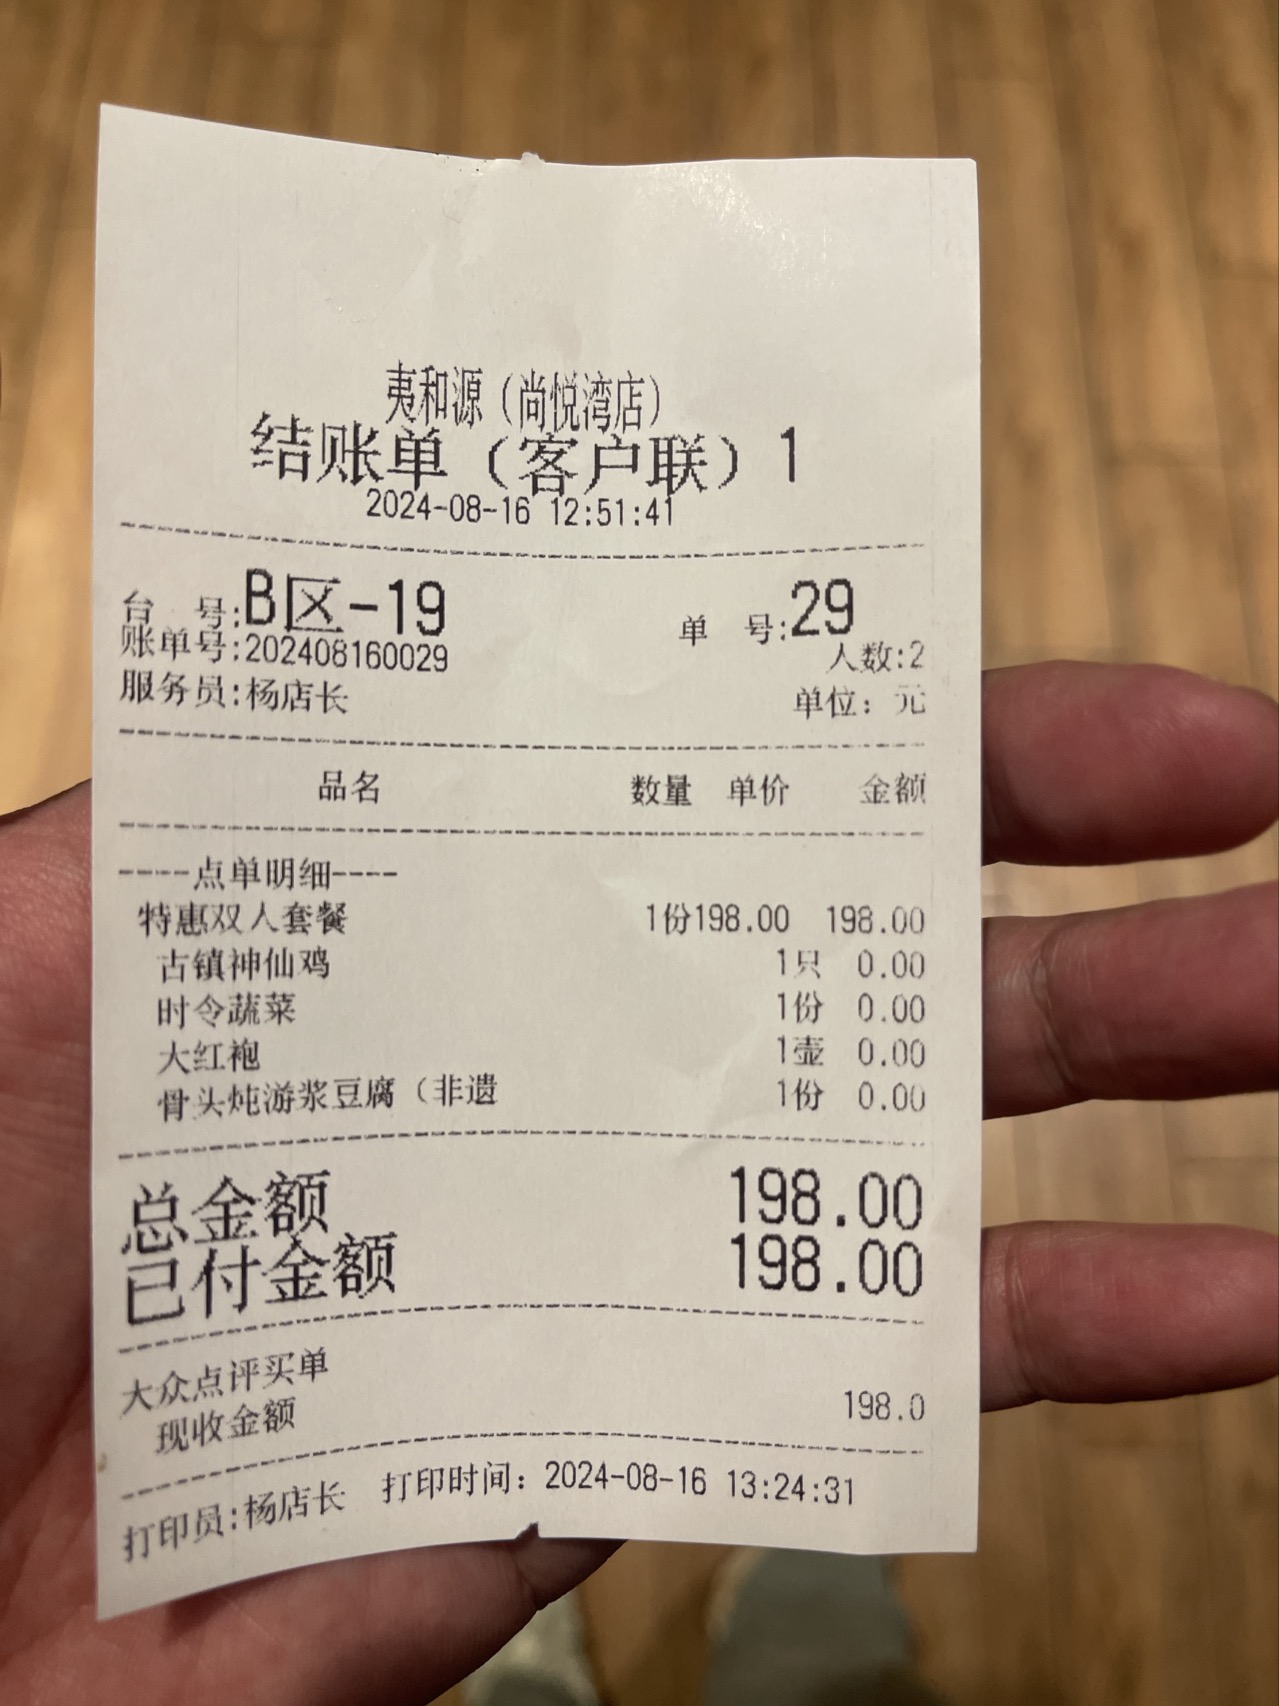 夷和源（尚悦湾店）
结账单（客户联）1
2024-08-16 12:51:41
台 号:B区-19 单 号:29
账单号:202408160029 人数:2
服务员:杨店长 单位：元
品名 数量 单价 金额
----点单明细----
特惠双人套餐 1份198.00 198.00
古镇神仙鸡 1只 0.00
时令蔬菜 1份 0.00
大红袍 1壶 0.00
骨头炖游浆豆腐（非遗 1份 0.00
总金额 198.00
已付金额 198.00
大众点评买单
现收金额 198.0
打印员:杨店长 打印时间：2024-08-16 13:24:31